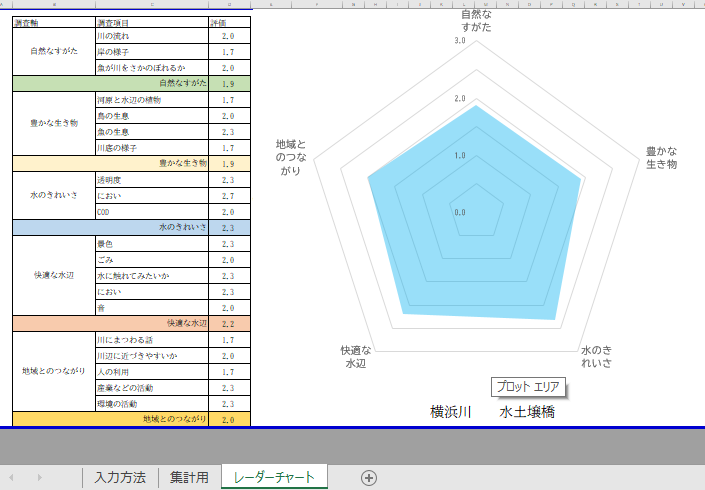 調査軸 調査項目 評価
自然なすがた
川の流れ 2.0
岸の様子 1.7
魚が川をさかのぼれるか 2.0
自然なすがた 1.9
豊かな生き物
河原と水辺の植物 1.7
鳥の生息 2.0
魚の生息 2.3
川底の様子 1.7
豊かな生き物 1.9
水のきれいさ
透明度 2.3
におい 2.7
COD 2.0
水のきれいさ 2.3
快適な水辺
景色 2.3
ごみ 2.0
水に触れてみたいか 2.3
におい 2.3
音 2.0
快適な水辺 2.2
地域とのつながり
川にまつわる話 1.7
川辺に近づきやすいか 2.0
人の利用 1.7
産業などの活動 2.3
環境の活動 2.3
地域とのつながり 2.0
自然な
すがた
3.0
2.0
1.0
0.0
豊かな
生き物
水のき
れいさ
快適な
水辺
地域と
のつな
がり
プロット エリア
横浜川 水土壌橋
入力方法 集計用 レーダーチャート